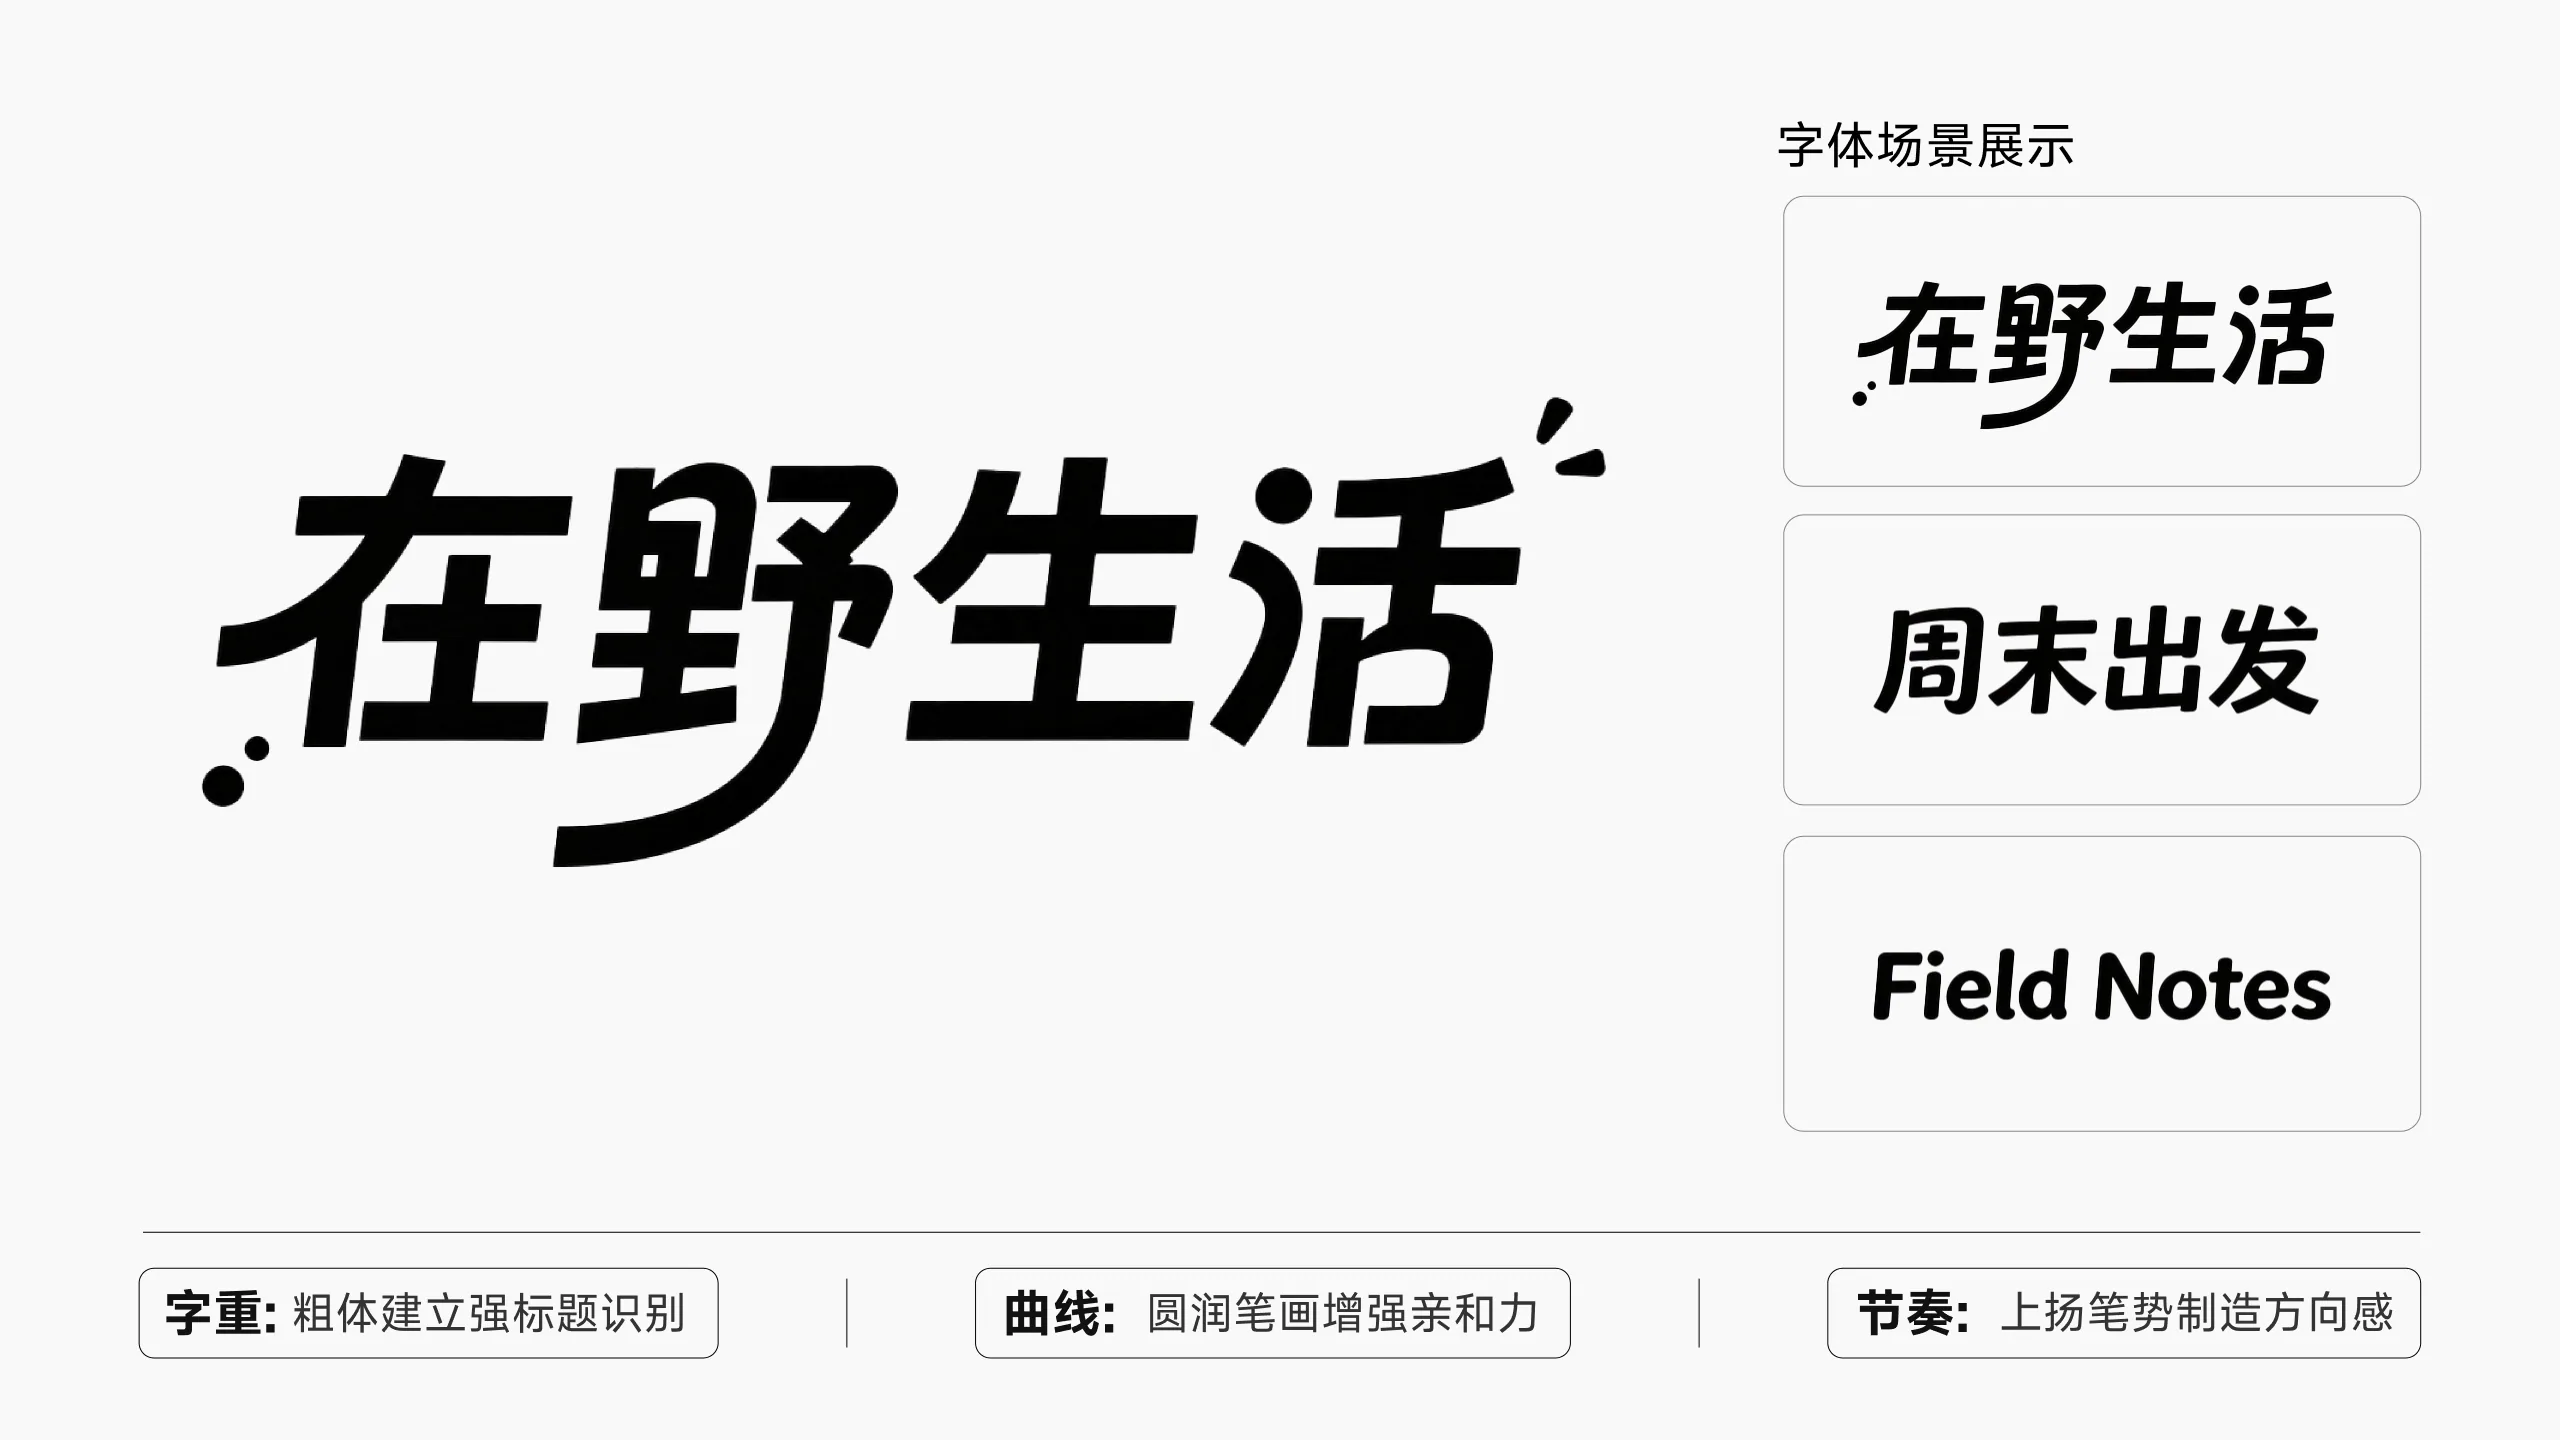 在野生活
字体场景展示
在野生活
周末出发
Field Notes
字重: 粗体建立强标题识别
曲线: 圆润笔画增强亲和力
节奏: 上扬笔势制造方向感